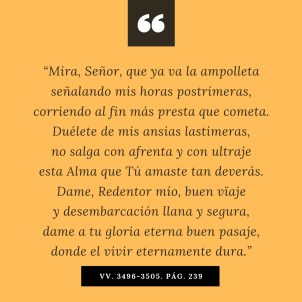 “Mira, Señor, que ya va la ampolleta
señalando mis horas postrimeras,
corriendo al fin más presta que cometa.
Duélete de mis ansias lastimeras,
no salga con afrenta y con ultraje
esta Alma que Tú amaste tan deverás.
Dame, Redentor mío, buen vïaje
y desembarcación llana y segura,
dame a tu gloria eterna buen pasaje,
donde el vivir eternamente dura.”
VV. 3496-3505. PÁG. 239